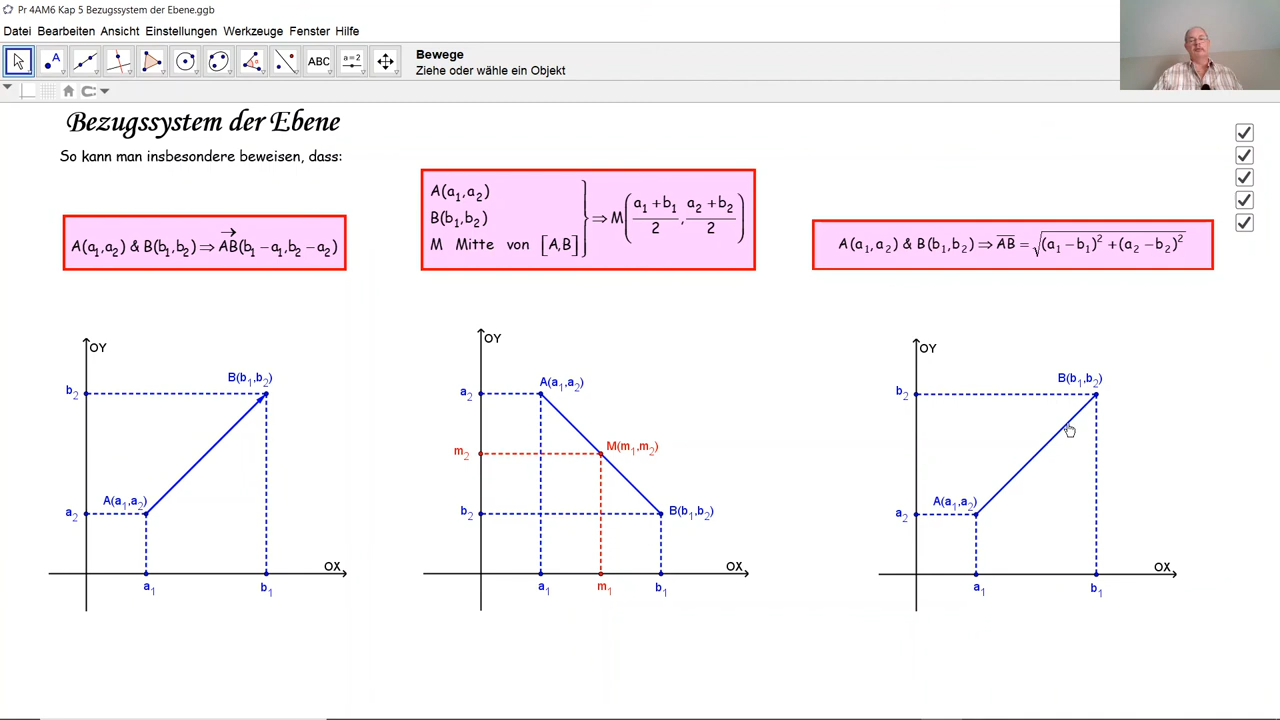 Pr 4AM6 Kap 5 Bezugssystem der Ebene.ggb
Datei Bearbeiten Ansicht Einstellungen Werkzeuge Fenster Hilfe
A
ABC
a=2
Bewege
Ziehe oder wähle ein Objekt
Bezugssystem der Ebene
So kann man insbesondere beweisen, dass:
A(a₁,a₂) & B(b₁,b₂) ⇒ A⃗B⃗(b₁ − a₁, b₂ − a₂)
A(a₁,a₂)
B(b₁,b₂)
M Mitte von [A,B]
⇒ M((a₁ + b₁)/2, (a₂ + b₂)/2)
A(a₁,a₂) & B(b₁,b₂) ⇒ A̅B̅ = √((a₁ − b₁)² + (a₂ − b₂)²)
OY
B(b₁,b₂)
b₂
A(a₁,a₂)
a₂
OX
a₁
b₁
OY
A(a₁,a₂)
a₂
M(m₁,m₂)
m₂
b₂
B(b₁,b₂)
OX
a₁
m₁
b₁
OY
B(b₁,b₂)
b₂
A(a₁,a₂)
a₂
OX
a₁
b₁